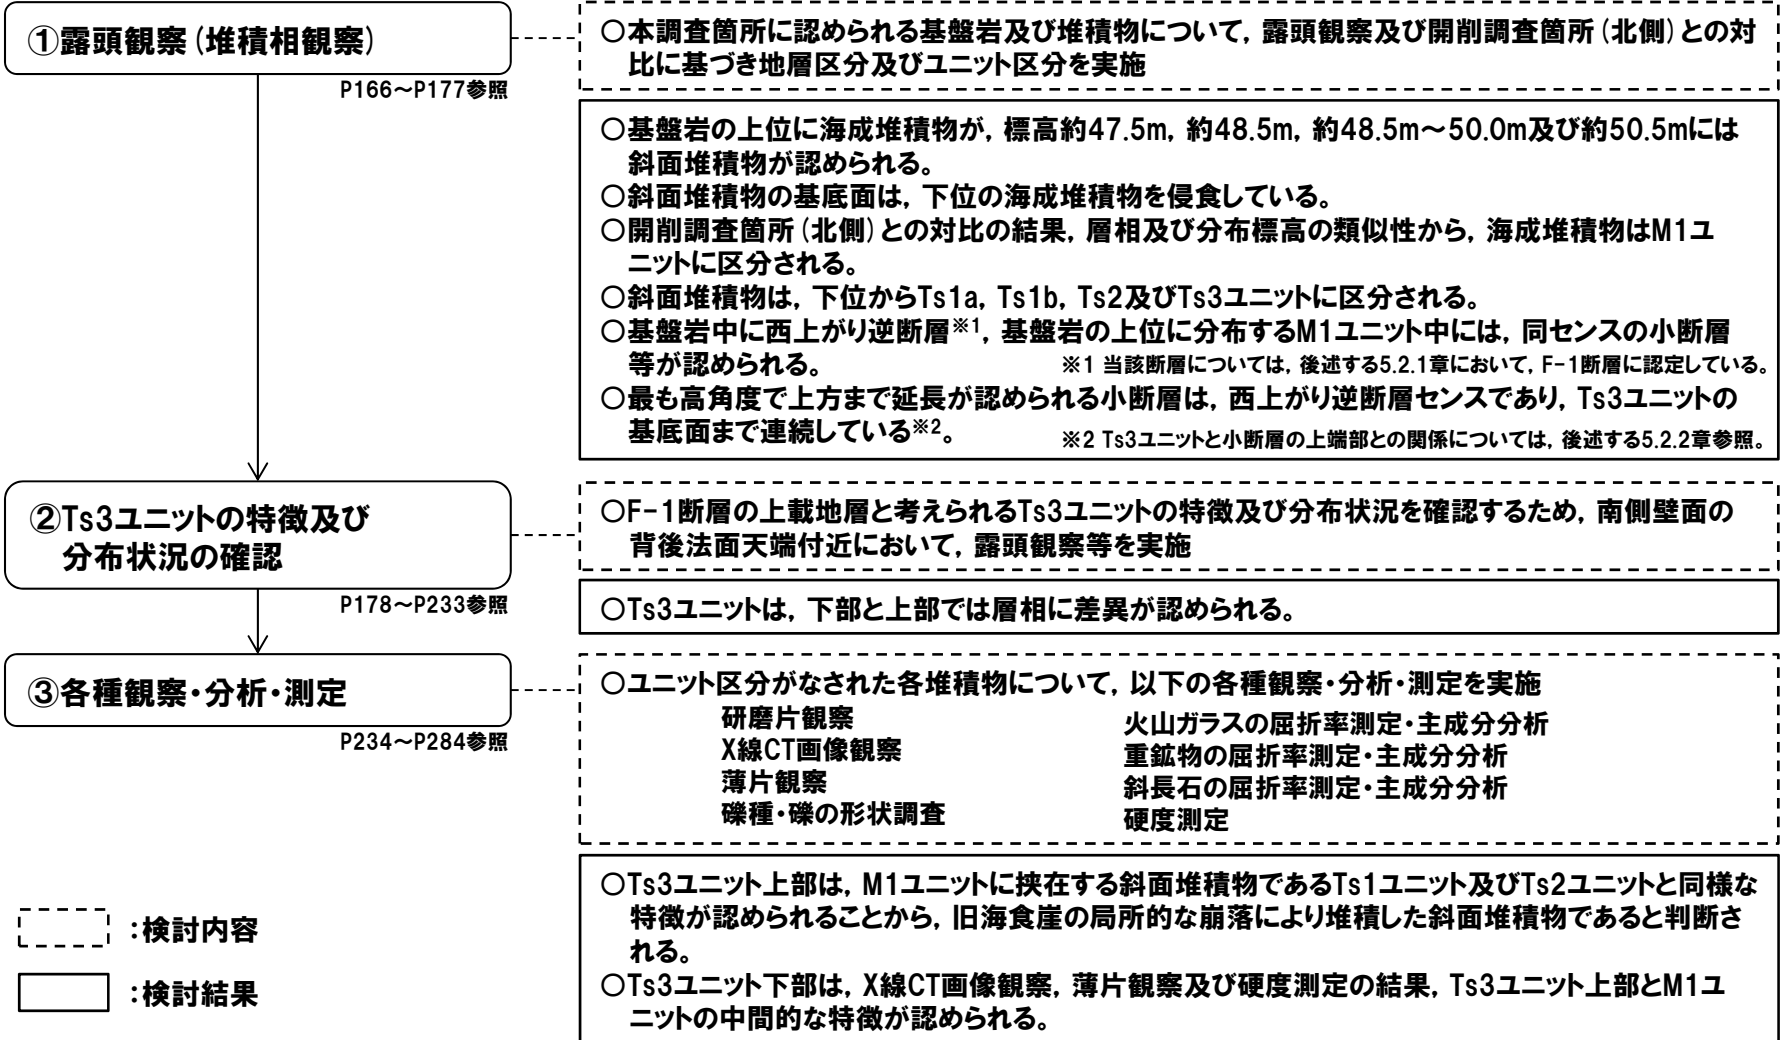 ①露頭観察(堆積相観察)
P166～P177参照
○本調査箇所に認められる基盤岩及び堆積物について，露頭観察及び開削調査箇所(北側)との対
比に基づき地層区分及びユニット区分を実施
○基盤岩の上位に海成堆積物が，標高約47.5m，約48.5m，約48.5m～50.0m及び約50.5mには
斜面堆積物が認められる。
○斜面堆積物の基底面は，下位の海成堆積物を侵食している。
○開削調査箇所(北側)との対比の結果，層相及び分布標高の類似性から，海成堆積物はM1ユ
ニットに区分される。
○斜面堆積物は，下位からTs1a，Ts1b，Ts2及びTs3ユニットに区分される。
○基盤岩中に西上がり逆断層※1，基盤岩の上位に分布するM1ユニット中には，同センスの小断層
等が認められる。
※1 当該断層については，後述する5.2.1章において，F-1断層に認定している。
○最も高角度で上方まで延長が認められる小断層は，西上がり逆断層センスであり，Ts3ユニットの
基底面まで連続している※2。
※2 Ts3ユニットと小断層の上端部との関係については，後述する5.2.2章参照。
②Ts3ユニットの特徴及び
分布状況の確認
P178～P233参照
○F-1断層の上載地層と考えられるTs3ユニットの特徴及び分布状況を確認するため，南側壁面の
背後法面天端付近において，露頭観察等を実施
○Ts3ユニットは，下部と上部では層相に差異が認められる。
③各種観察・分析・測定
P234～P284参照
○ユニット区分がなされた各堆積物について，以下の各種観察・分析・測定を実施
研磨片観察
X線CT画像観察
薄片観察
礫種・礫の形状調査
火山ガラスの屈折率測定・主成分分析
重鉱物の屈折率測定・主成分分析
斜長石の屈折率測定・主成分分析
硬度測定
○Ts3ユニット上部は，M1ユニットに挟在する斜面堆積物であるTs1ユニット及びTs2ユニットと同様な
特徴が認められることから，旧海食崖の局所的な崩落により堆積した斜面堆積物であると判断さ
れる。
○Ts3ユニット下部は，X線CT画像観察，薄片観察及び硬度測定の結果，Ts3ユニット上部とM1ユ
ニットの中間的な特徴が認められる。
：検討内容
：検討結果